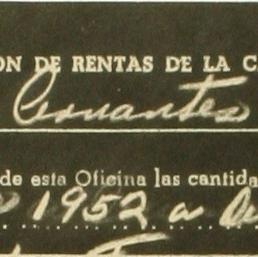 ON DE RENTAS DE LA C
Cervantes
de esta Oficina las cantida
1952 a